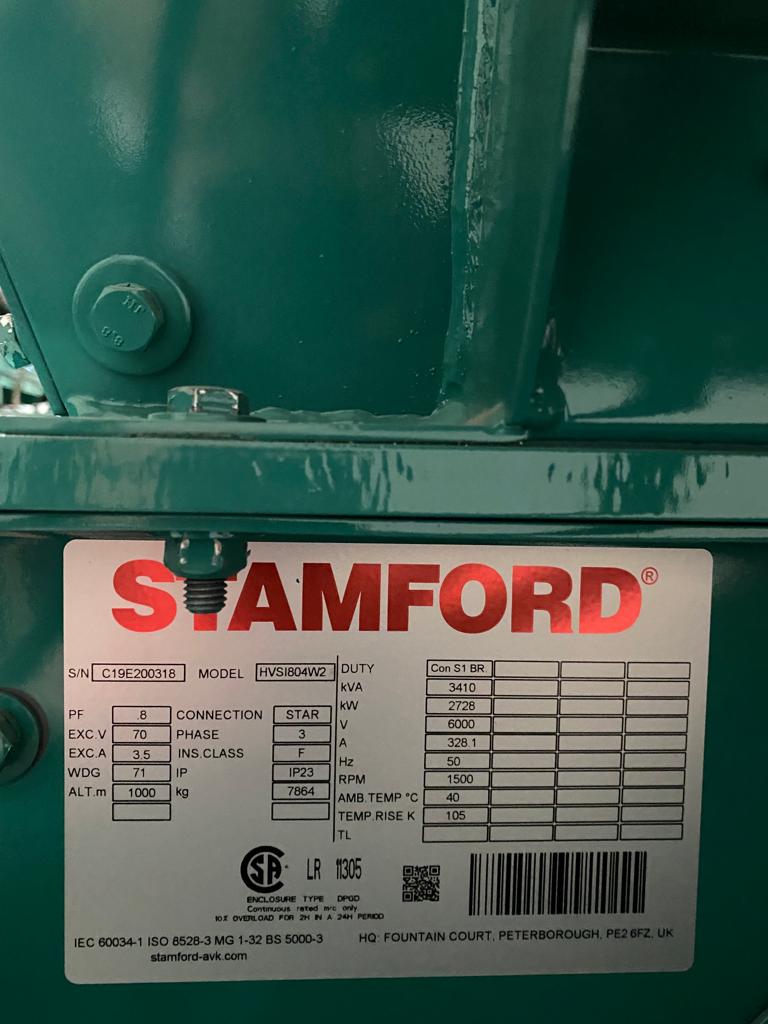 JH
8.8
STAMFORD®
S/N C19E200318 MODEL HVSI804W2
PF .8 CONNECTION STAR
EXC.V 70 PHASE 3
EXC.A 3.5 INS.CLASS F
WDG 71 IP IP23
ALT.m 1000 kg 7864
DUTY Con S1 BR.
kVA 3410
kW 2728
V 6000
A 328.1
Hz 50
RPM 1500
AMB.TEMP °C 40
TEMP.RISE K 105
TL
SA LR 11305
ENCLOSURE TYPE DPGD
Continuous rated m/c only
10% OVERLOAD FOR 2H IN A 24H PERIOD
IEC 60034-1 ISO 8528-3 MG 1-32 BS 5000-3
stamford-avk.com
HQ: FOUNTAIN COURT, PETERBOROUGH, PE2 6FZ, UK